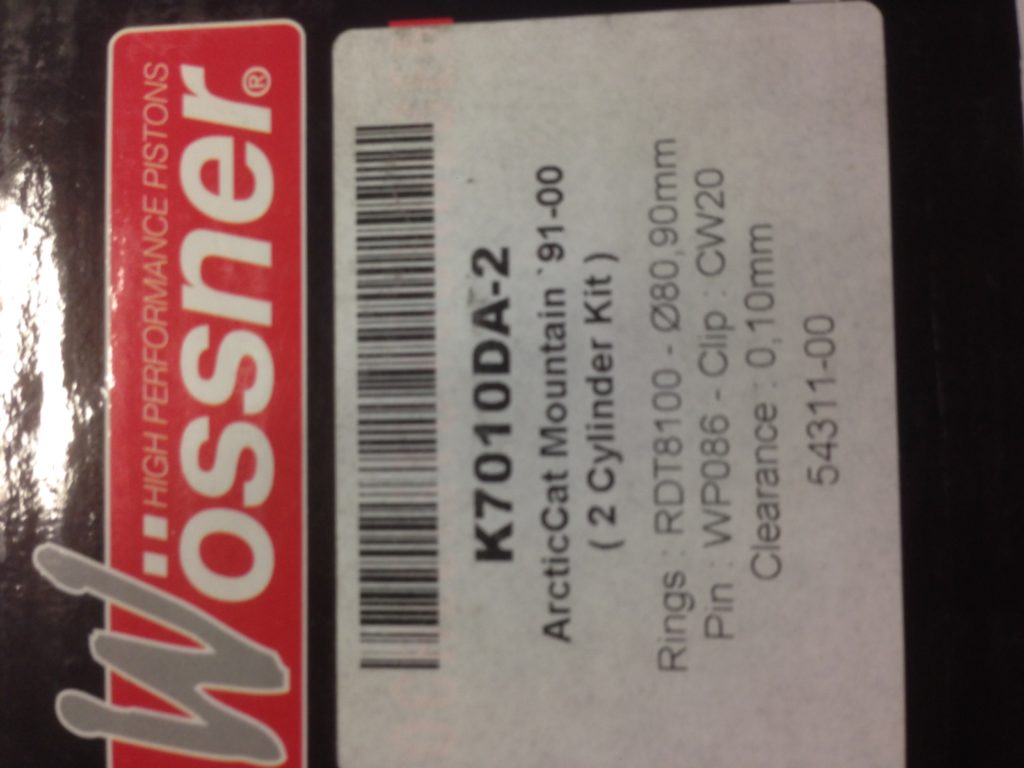 HIGH PERFORMANCE PISTONS
Wössner®
K7010DA-2
ArcticCat Mountain `91-00
( 2 Cylinder Kit )
Rings : RDT8100 - Ø80,90mm
Pin : WP086 - Clip : CW20
Clearance : 0,10mm
54311-00